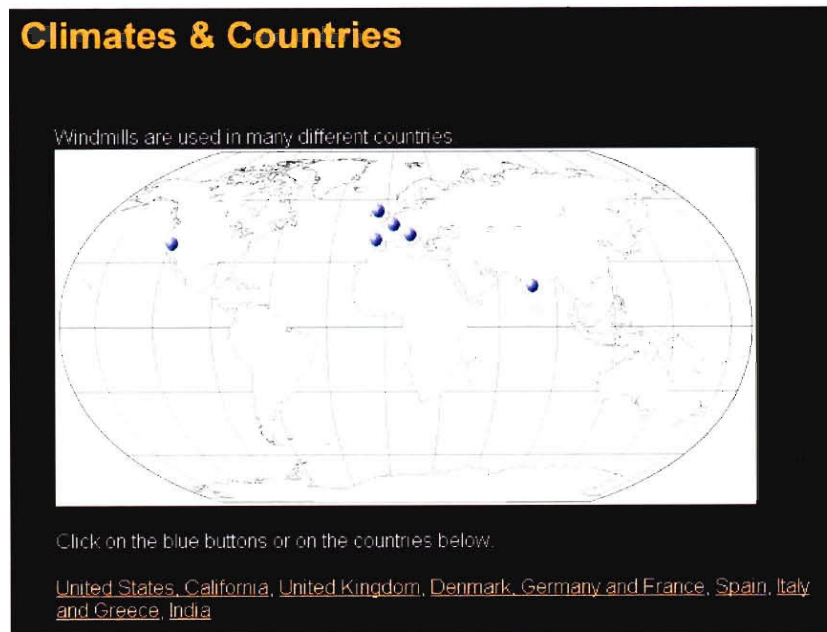 Climates & Countries
Windmills are used in many different countries
Click on the blue buttons or on the countries below.
United States, California, United Kingdom, Denmark, Germany and France, Spain, Italy
and Greece, India